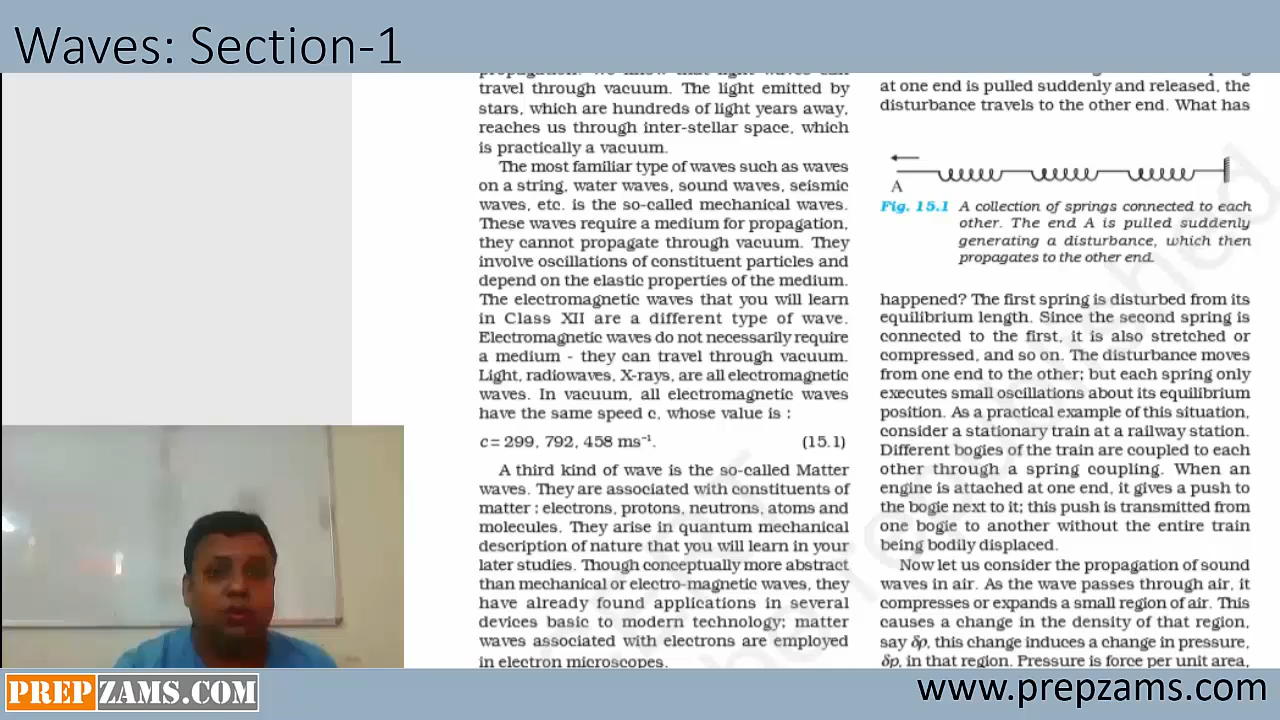 Waves: Section-1
travel through vacuum. The light emitted by
stars, which are hundreds of light years away,
reaches us through inter-stellar space, which
is practically a vacuum.
The most familiar type of waves such as waves
on a string, water waves, sound waves, seismic
waves, etc. is the so-called mechanical waves.
These waves require a medium for propagation,
they cannot propagate through vacuum. They
involve oscillations of constituent particles and
depend on the elastic properties of the medium.
The electromagnetic waves that you will learn
in Class XII are a different type of wave.
Electromagnetic waves do not necessarily require
a medium - they can travel through vacuum.
Light, radiowaves, X-rays, are all electromagnetic
waves. In vacuum, all electromagnetic waves
have the same speed c, whose value is :
c = 299, 792, 458 ms⁻¹. (15.1)
A third kind of wave is the so-called Matter
waves. They are associated with constituents of
matter : electrons, protons, neutrons, atoms and
molecules. They arise in quantum mechanical
description of nature that you will learn in your
later studies. Though conceptually more abstract
than mechanical or electro-magnetic waves, they
have already found applications in several
devices basic to modern technology; matter
waves associated with electrons are employed
in electron microscopes.
at one end is pulled suddenly and released, the
disturbance travels to the other end. What has
A
Fig. 15.1 A collection of springs connected to each
other. The end A is pulled suddenly
generating a disturbance, which then
propagates to the other end.
happened? The first spring is disturbed from its
equilibrium length. Since the second spring is
connected to the first, it is also stretched or
compressed, and so on. The disturbance moves
from one end to the other; but each spring only
executes small oscillations about its equilibrium
position. As a practical example of this situation,
consider a stationary train at a railway station.
Different bogies of the train are coupled to each
other through a spring coupling. When an
engine is attached at one end, it gives a push to
the bogie next to it; this push is transmitted from
one bogie to another without the entire train
being bodily displaced.
Now let us consider the propagation of sound
waves in air. As the wave passes through air, it
compresses or expands a small region of air. This
causes a change in the density of that region,
say δρ, this change induces a change in pressure,
δp, in that region. Pressure is force per unit area,
PREPZAMS.COM
www.prepzams.com